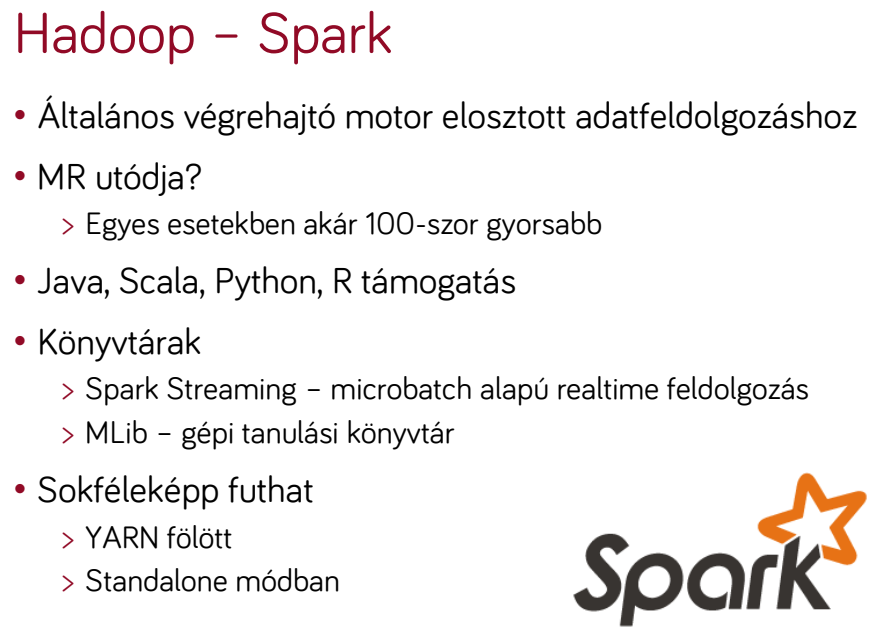 Hadoop – Spark
• Általános végrehajtó motor elosztott adatfeldolgozáshoz
• MR utódja?
> Egyes esetekben akár 100-szor gyorsabb
• Java, Scala, Python, R támogatás
• Könyvtárak
> Spark Streaming – microbatch alapú realtime feldolgozás
> MLib – gépi tanulási könyvtár
• Sokféleképp futhat
> YARN fölött
> Standalone módban
Spark